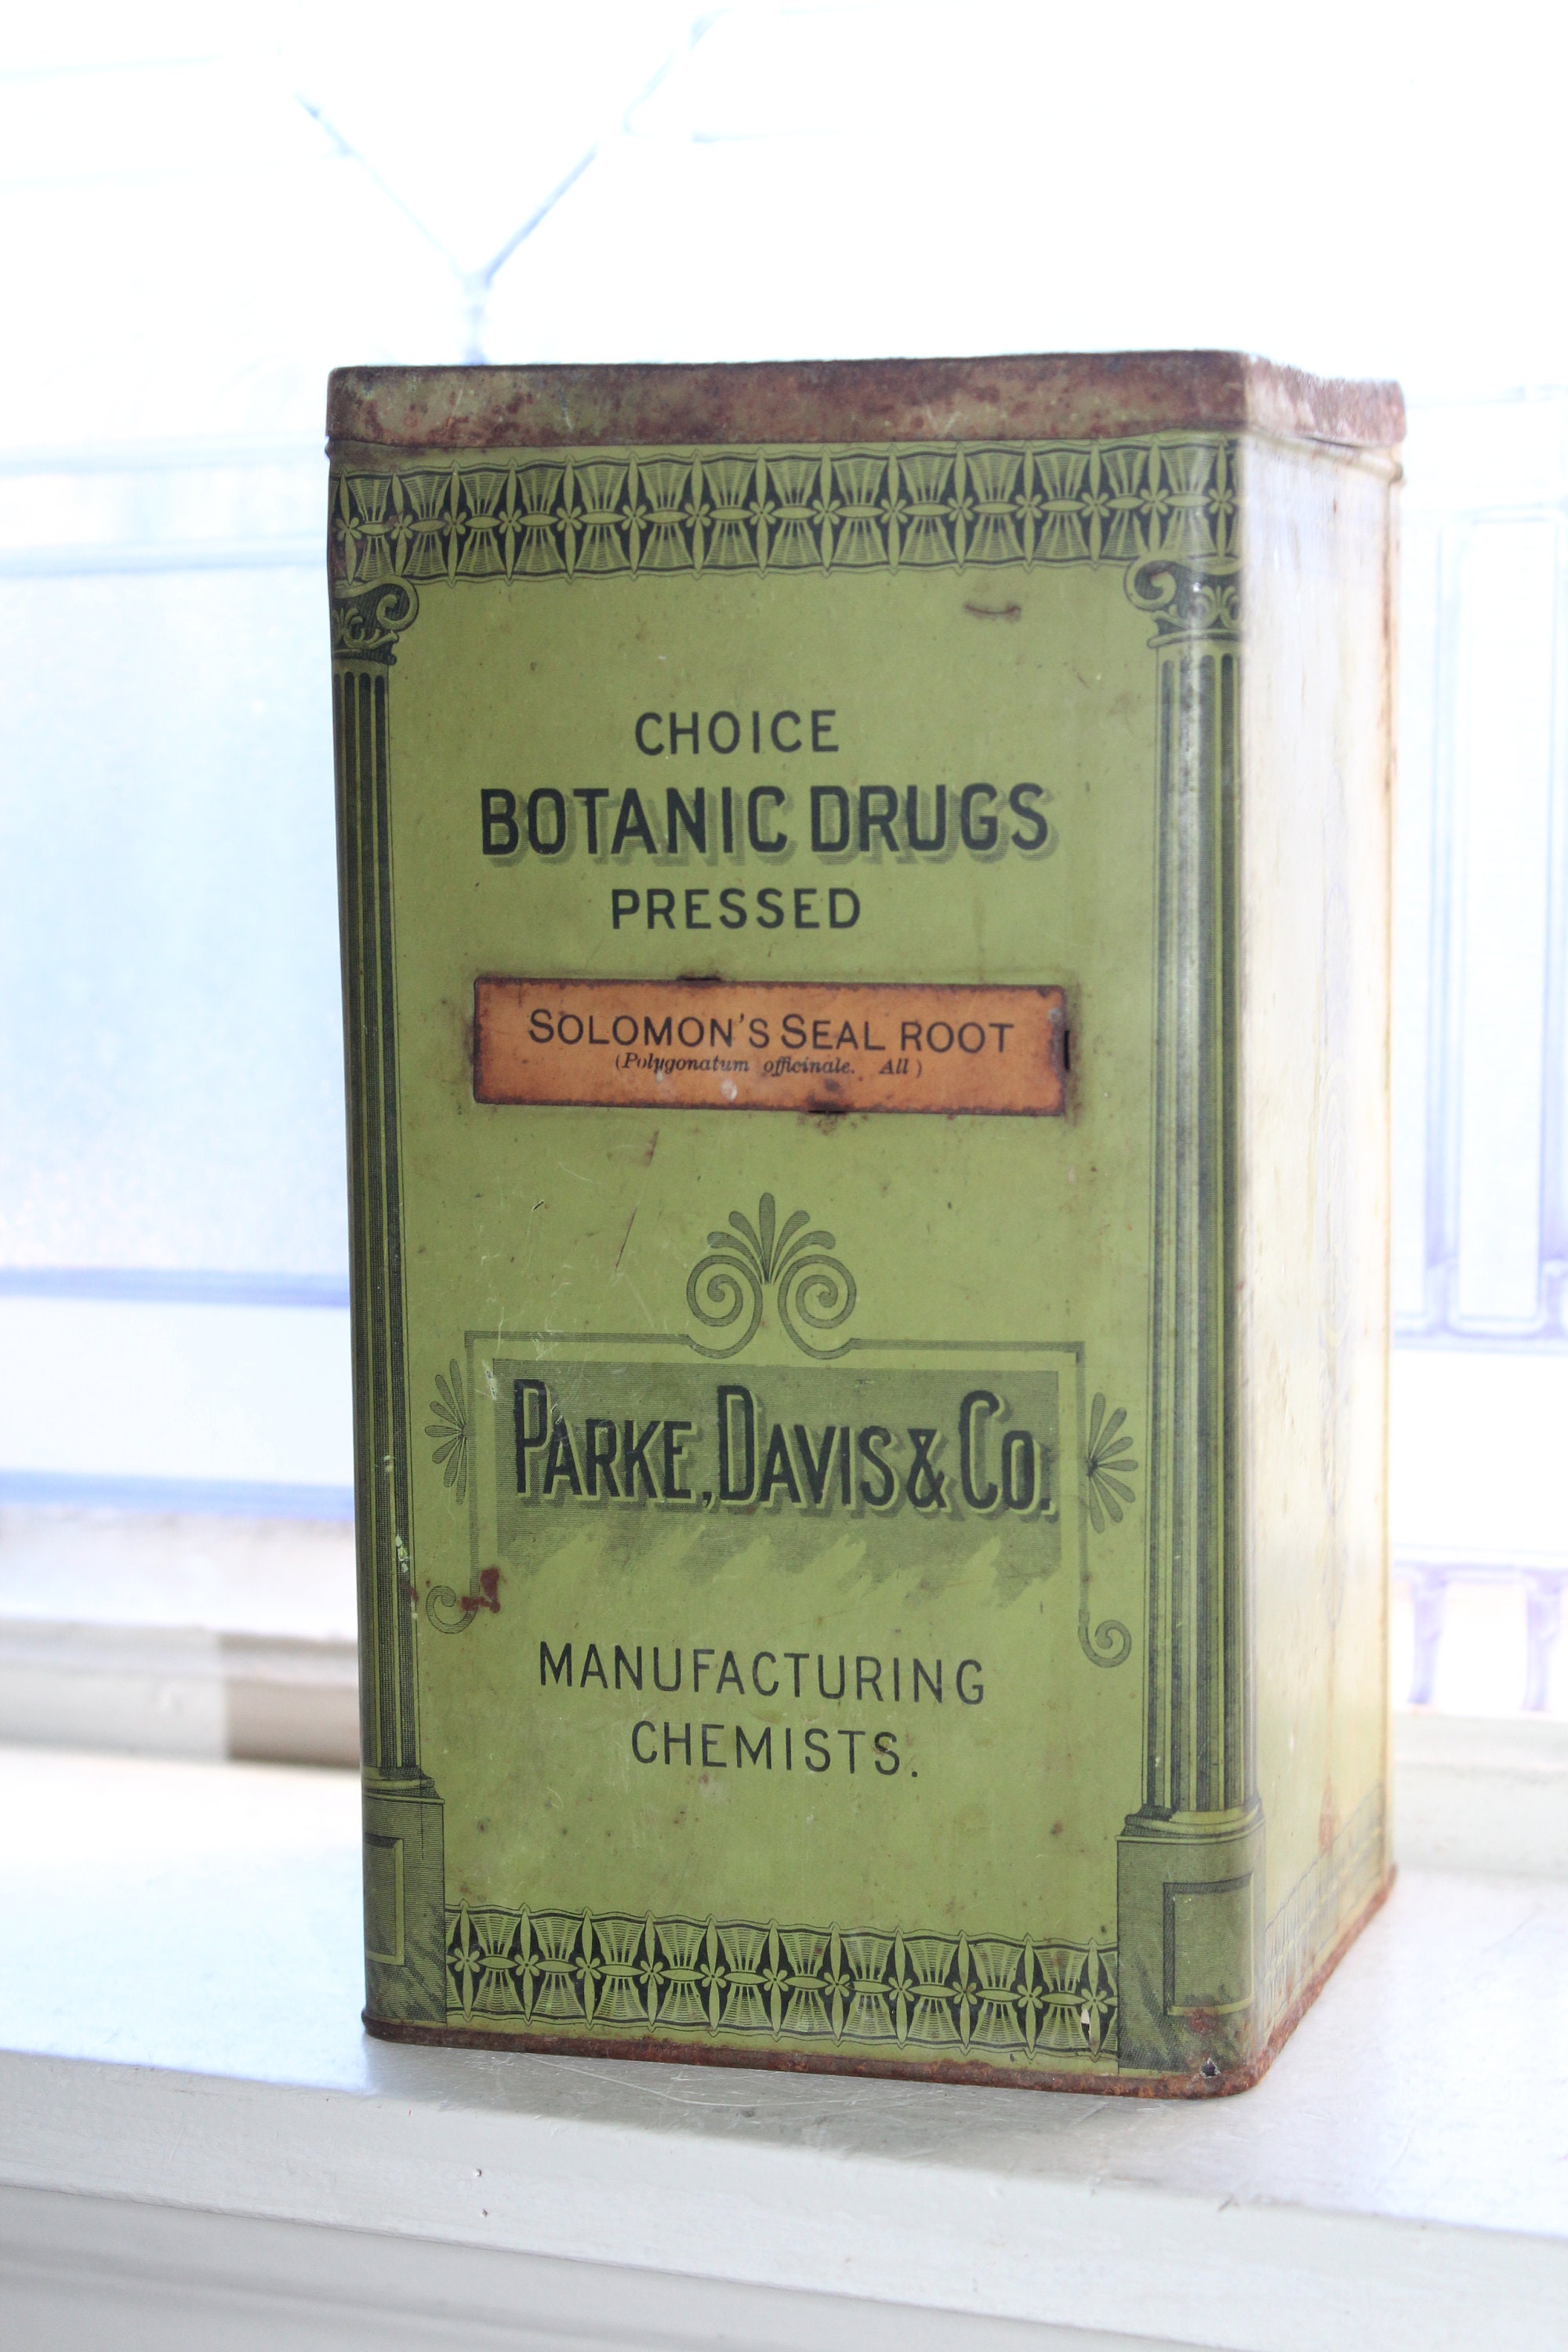 CHOICE
BOTANIC DRUGS
PRESSED
SOLOMON'S SEAL ROOT
(Polygonatum officinale. All)
PARKE, DAVIS & CO.
MANUFACTURING
CHEMISTS.